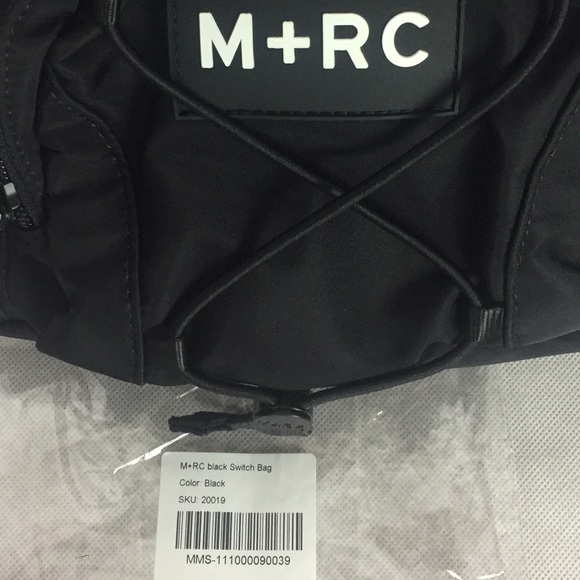 M+RC
M+RC black Switch Bag
Color: Black
SKU: 20019
MMS-111000090039